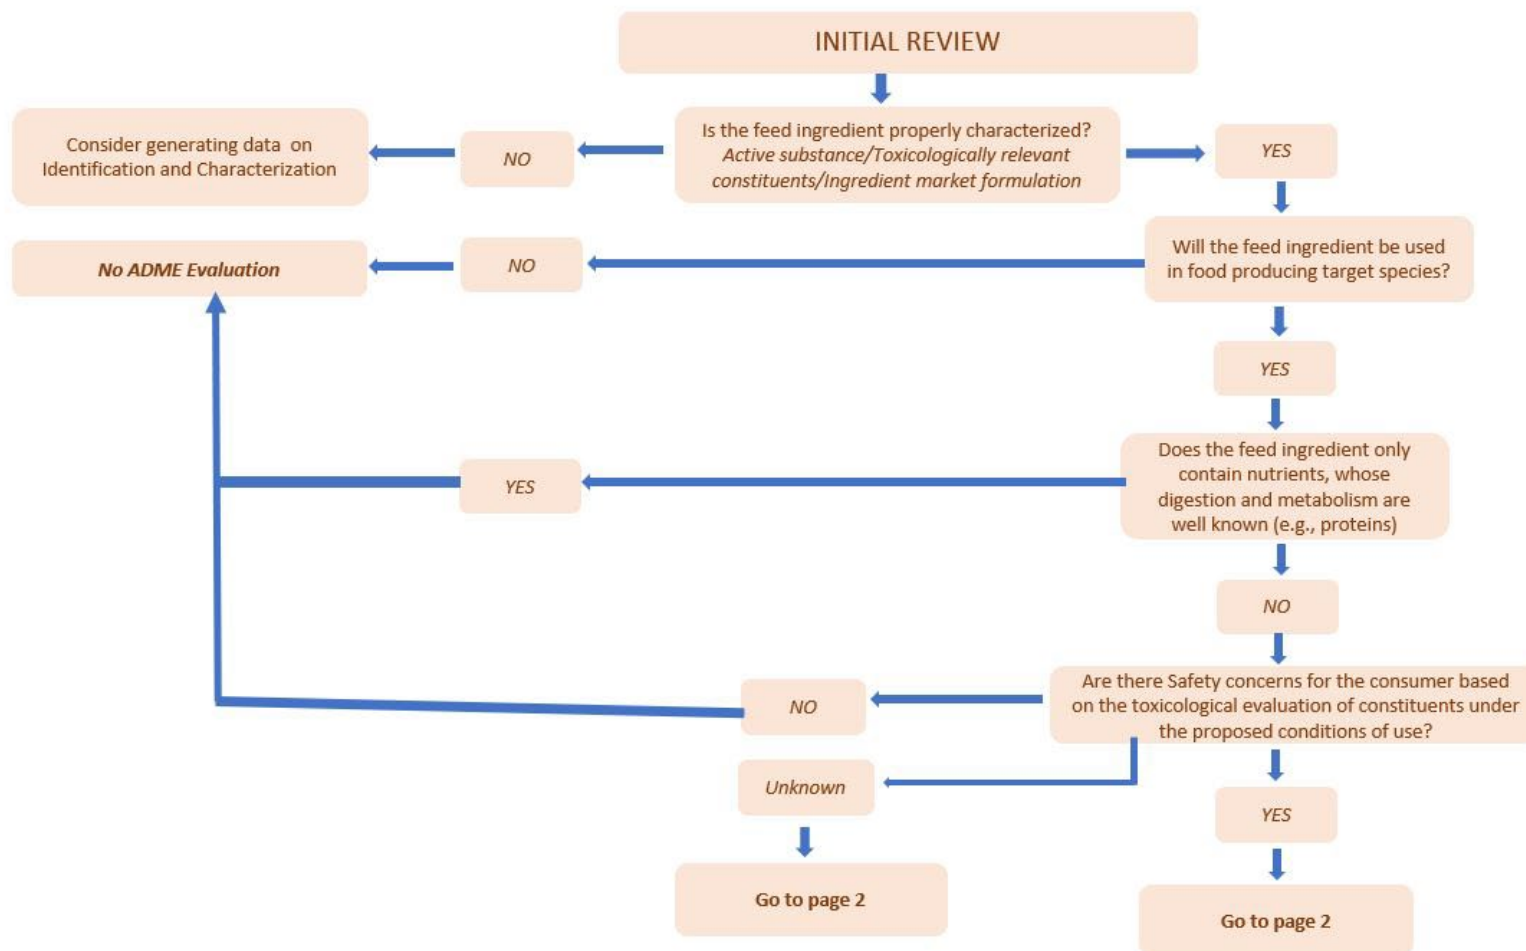 INITIAL REVIEW
Is the feed ingredient properly characterized?
Active substance/Toxicologically relevant
constituents/Ingredient market formulation
NO
Consider generating data on
Identification and Characterization
YES
Will the feed ingredient be used
in food producing target species?
NO
No ADME Evaluation
YES
Does the feed ingredient only
contain nutrients, whose
digestion and metabolism are
well known (e.g., proteins)
YES
NO
Are there Safety concerns for the consumer based
on the toxicological evaluation of constituents under
the proposed conditions of use?
NO
Unknown
Go to page 2
YES
Go to page 2